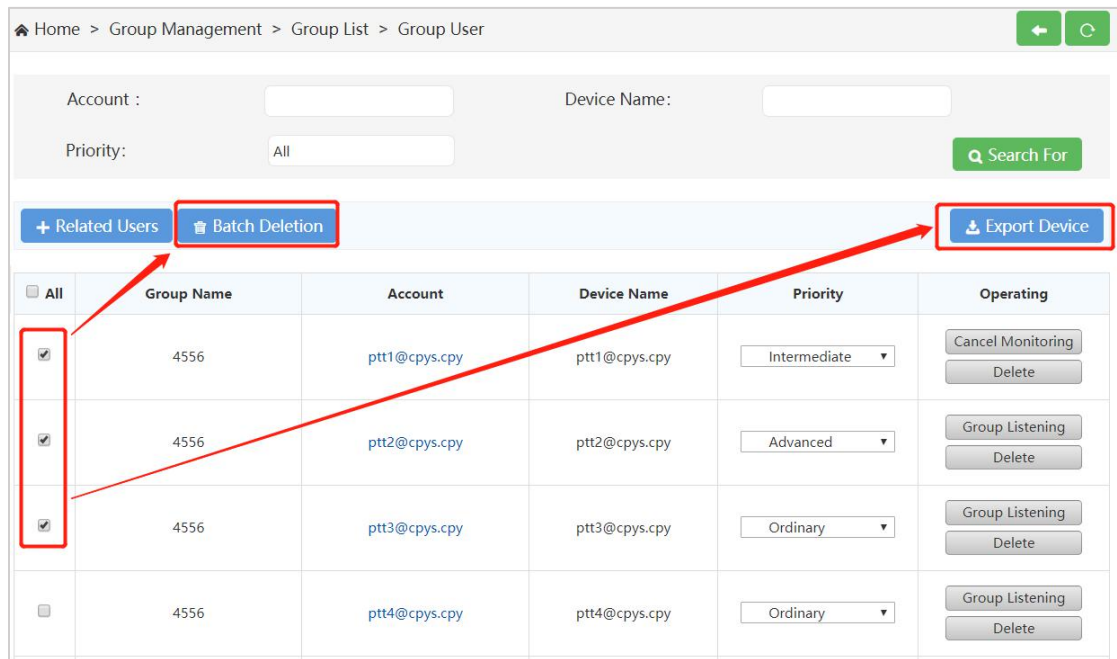 Home > Group Management > Group List > Group User
Account : Device Name:
Priority: All Search For
+ Related Users Batch Deletion Export Device
All Group Name Account Device Name Priority Operating
4556 ptt1@cpys.cpy ptt1@cpys.cpy Intermediate Cancel Monitoring
Delete
4556 ptt2@cpys.cpy ptt2@cpys.cpy Advanced Group Listening
Delete
4556 ptt3@cpys.cpy ptt3@cpys.cpy Ordinary Group Listening
Delete
4556 ptt4@cpys.cpy ptt4@cpys.cpy Ordinary Group Listening
Delete